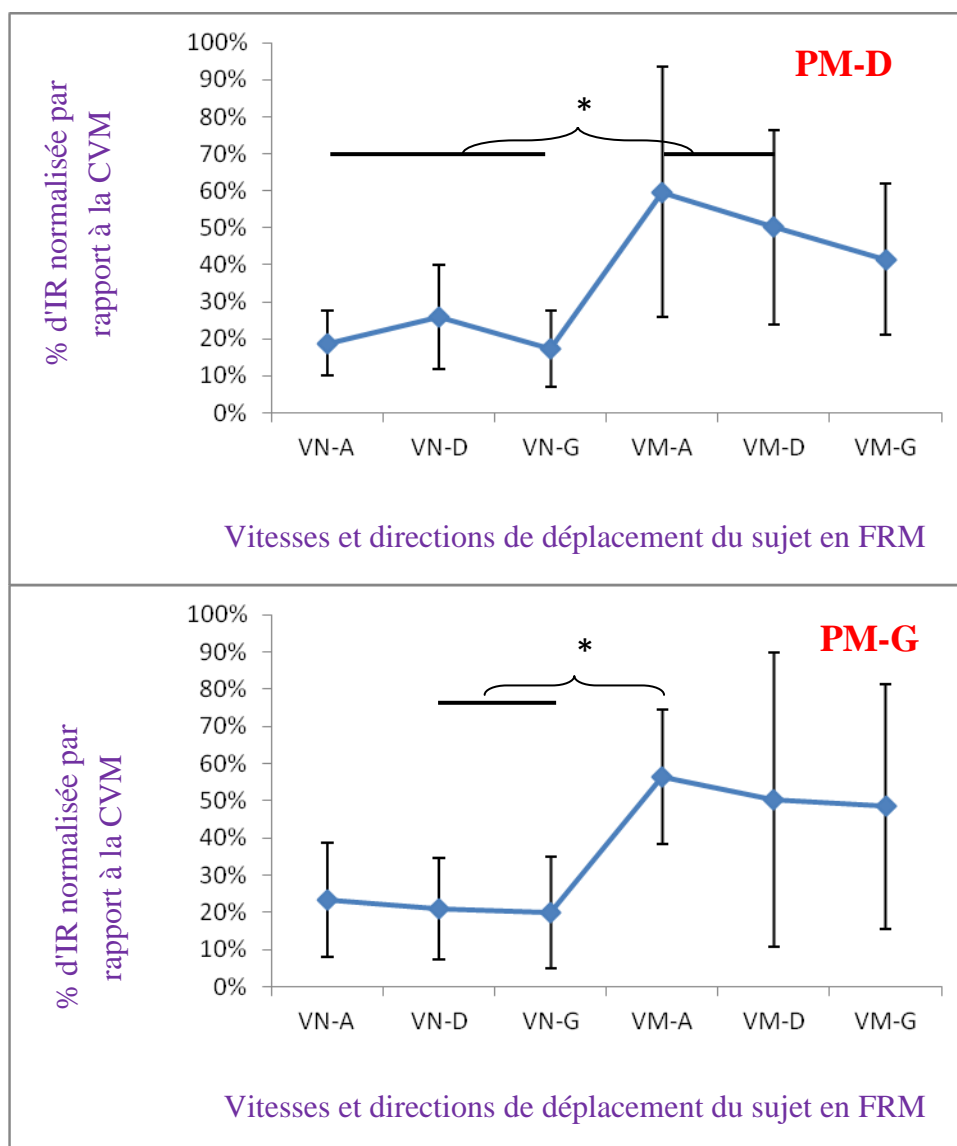 PM-D
*
% d'IR normalisée par
rapport à la CVM
100%
90%
80%
70%
60%
50%
40%
30%
20%
10%
0%
VN-A VN-D VN-G VM-A VM-D VM-G
Vitesses et directions de déplacement du sujet en FRM
PM-G
*
% d'IR normalisée par
rapport à la CVM
100%
90%
80%
70%
60%
50%
40%
30%
20%
10%
0%
VN-A VN-D VN-G VM-A VM-D VM-G
Vitesses et directions de déplacement du sujet en FRM